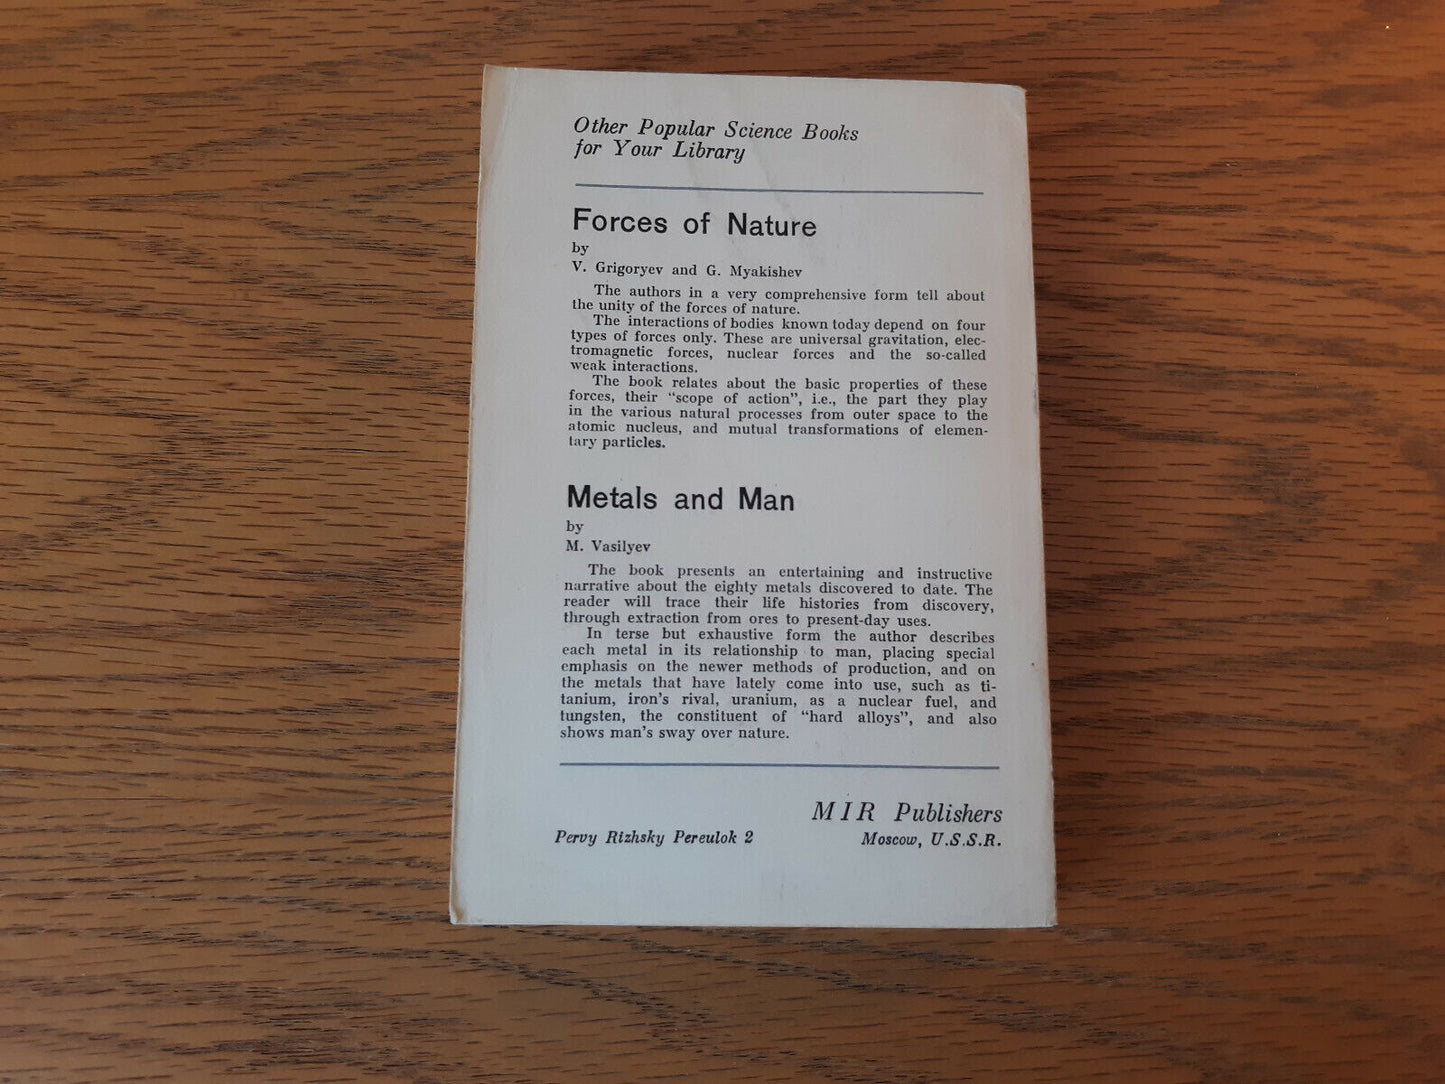 Other Popular Science Books
for Your Library
Forces of Nature
by
V. Grigoryev and G. Myakishev
The authors in a very comprehensive form tell about
the unity of the forces of nature.
The interactions of bodies known today depend on four
types of forces only. These are universal gravitation, elec-
tromagnetic forces, nuclear forces and the so-called
weak interactions.
The book relates about the basic properties of these
forces, their “scope of action”, i.e., the part they play
in the various natural processes from outer space to the
atomic nucleus, and mutual transformations of elemen-
tary particles.
Metals and Man
by
M. Vasilyev
The book presents an entertaining and instructive
narrative about the eighty metals discovered to date. The
reader will trace their life histories from discovery,
through extraction from ores to present-day uses.
In terse but exhaustive form the author describes
each metal in its relationship to man, placing special
emphasis on the newer methods of production, and on
the metals that have lately come into use, such as ti-
tanium, iron's rival, uranium, as a nuclear fuel, and
tungsten, the constituent of “hard alloys”, and also
shows man's sway over nature.
MIR Publishers
Pervy Rizhsky Pereulok 2 Moscow, U.S.S.R.